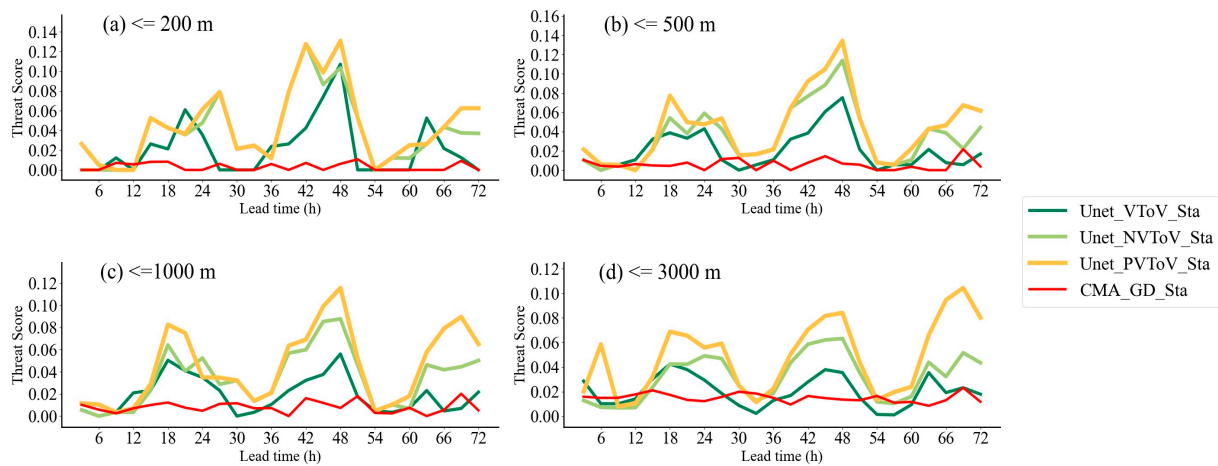 (a) <= 200 m
0.14
0.12
0.10
0.08
0.06
0.04
0.02
0.00
Threat Score
6 12 18 24 30 36 42 48 54 60 66 72
Lead time (h)
(b) <= 500 m
0.16
0.14
0.12
0.10
0.08
0.06
0.04
0.02
0.00
Threat Score
6 12 18 24 30 36 42 48 54 60 66 72
Lead time (h)
(c) <=1000 m
0.12
0.10
0.08
0.06
0.04
0.02
0.00
Threat Score
6 12 18 24 30 36 42 48 54 60 66 72
Lead time (h)
(d) <= 3000 m
0.12
0.10
0.08
0.06
0.04
0.02
0.00
Threat Score
6 12 18 24 30 36 42 48 54 60 66 72
Lead time (h)
Unet_VToV_Sta
Unet_NVToV_Sta
Unet_PVToV_Sta
CMA_GD_Sta